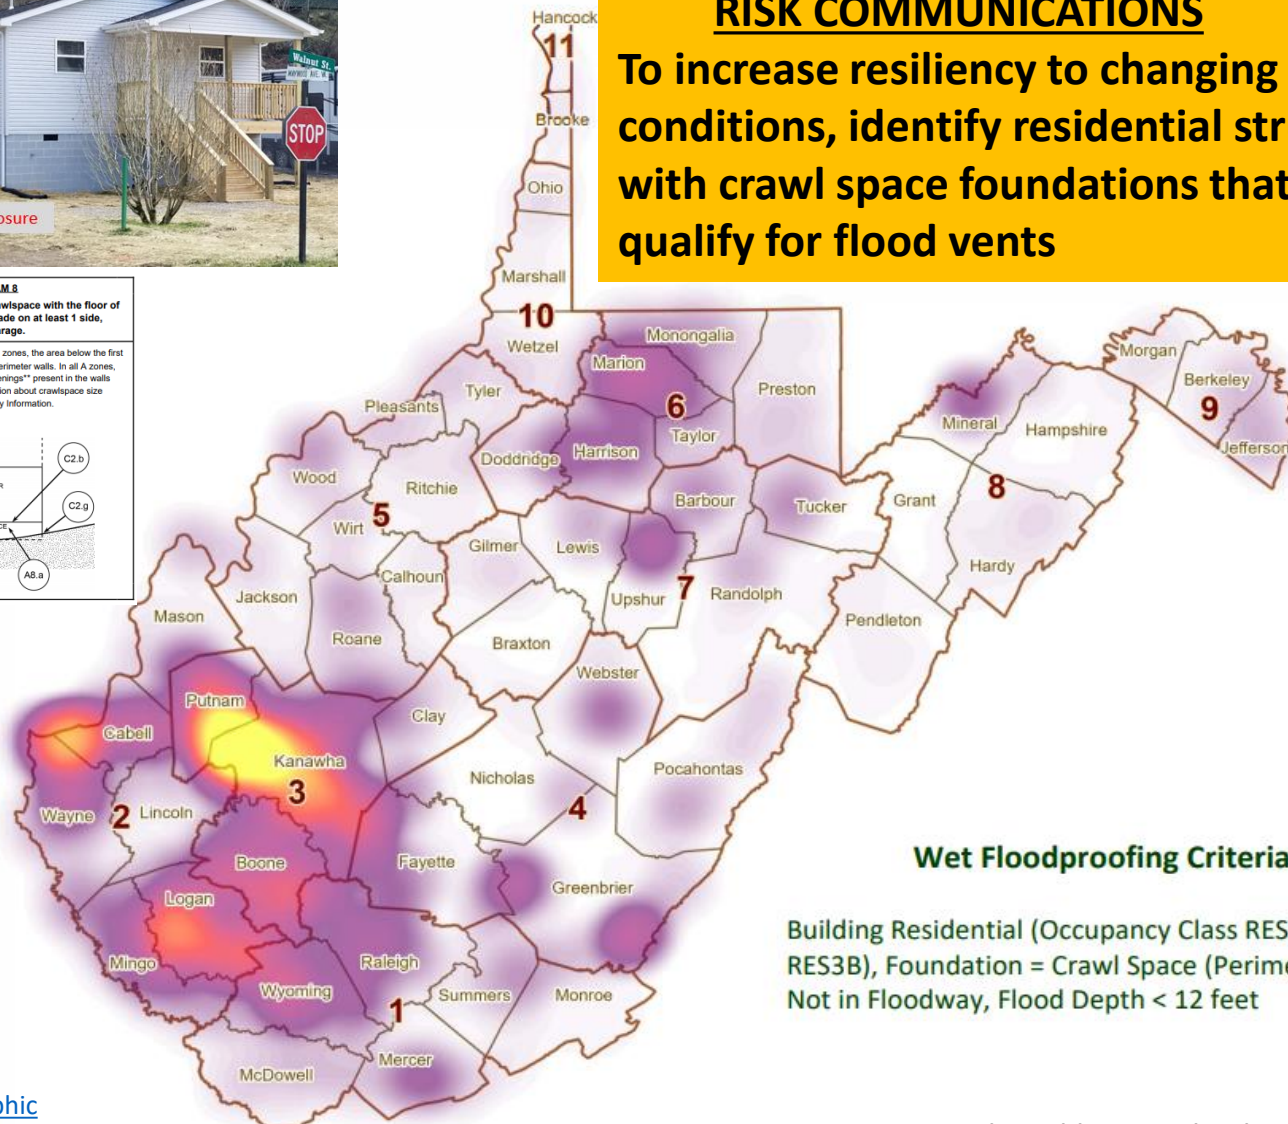 RISK COMMUNICATIONS
To increase resiliency to changing
conditions, identify residential str
with crawl space foundations that
qualify for flood vents
Walnut St.
STOP
osure
AM 8
awlspace with the floor of
ade on at least 1 side,
arage.
zones, the area below the first
erimeter walls. In all A zones,
enings** present in the walls
tion about crawlspace size
y Information.
C2.b
R
C2.g
CE
A8.a
Hancock
11
Brooke
Ohio
Marshall
10
Wetzel
Monongalia
Marion
Preston
6
Taylor
Tyler
Pleasants
Doddridge
Harrison
Wood
Ritchie
5
Wirt
Barbour
Tucker
Morgan
Berkeley
9
Jefferson
Mineral
Hampshire
8
Grant
Hardy
Gilmer
Lewis
Calhoun
Upshur
7
Randolph
Pendleton
Jackson
Mason
Roane
Braxton
Webster
Putnam
Clay
Cabell
Kanawha
3
Nicholas
Pocahontas
4
Wayne
2
Lincoln
Boone
Fayette
Greenbrier
Logan
Mingo
Raleigh
Wyoming
1
Summers
Monroe
Mercer
McDowell
Wet Floodproofing Criteria
Building Residential (Occupancy Class RES
RES3B), Foundation = Crawl Space (Perime
Not in Floodway, Flood Depth < 12 feet
phic